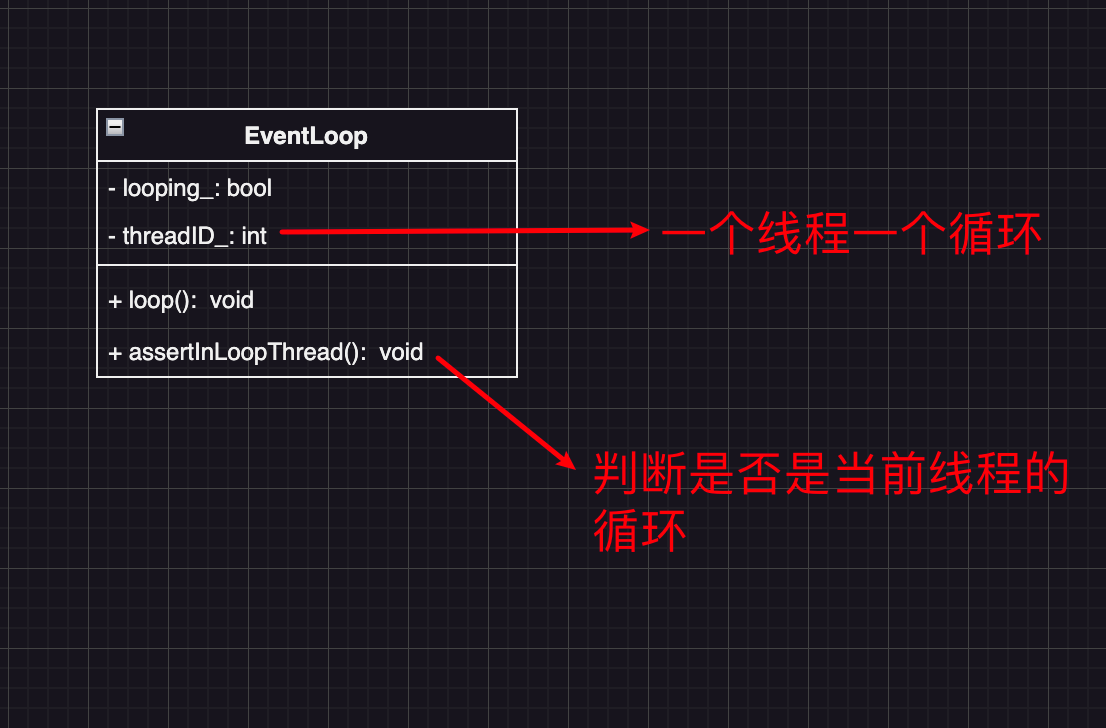 EventLoop
- looping_: bool
- threadID_: int
一个线程一个循环
+ loop():  void
+ assertInLoopThread():  void
判断是否是当前线程的
循环